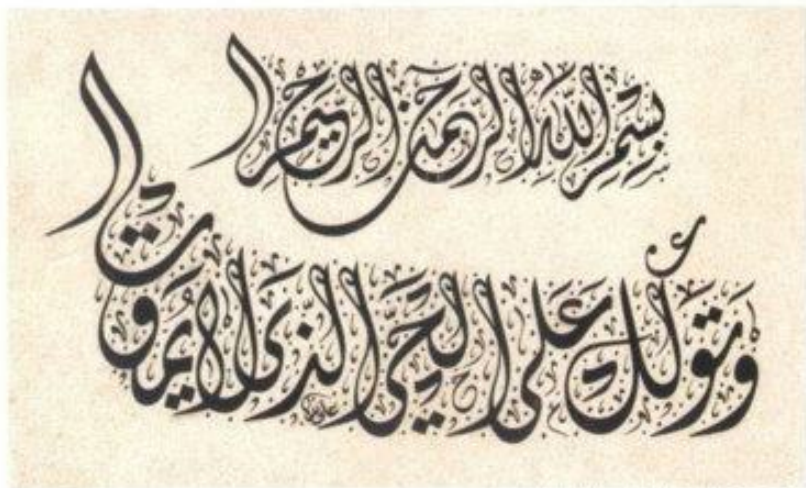 بسم الله الرحمن الرحيم
وتوكل على الحي الذي لا يموت